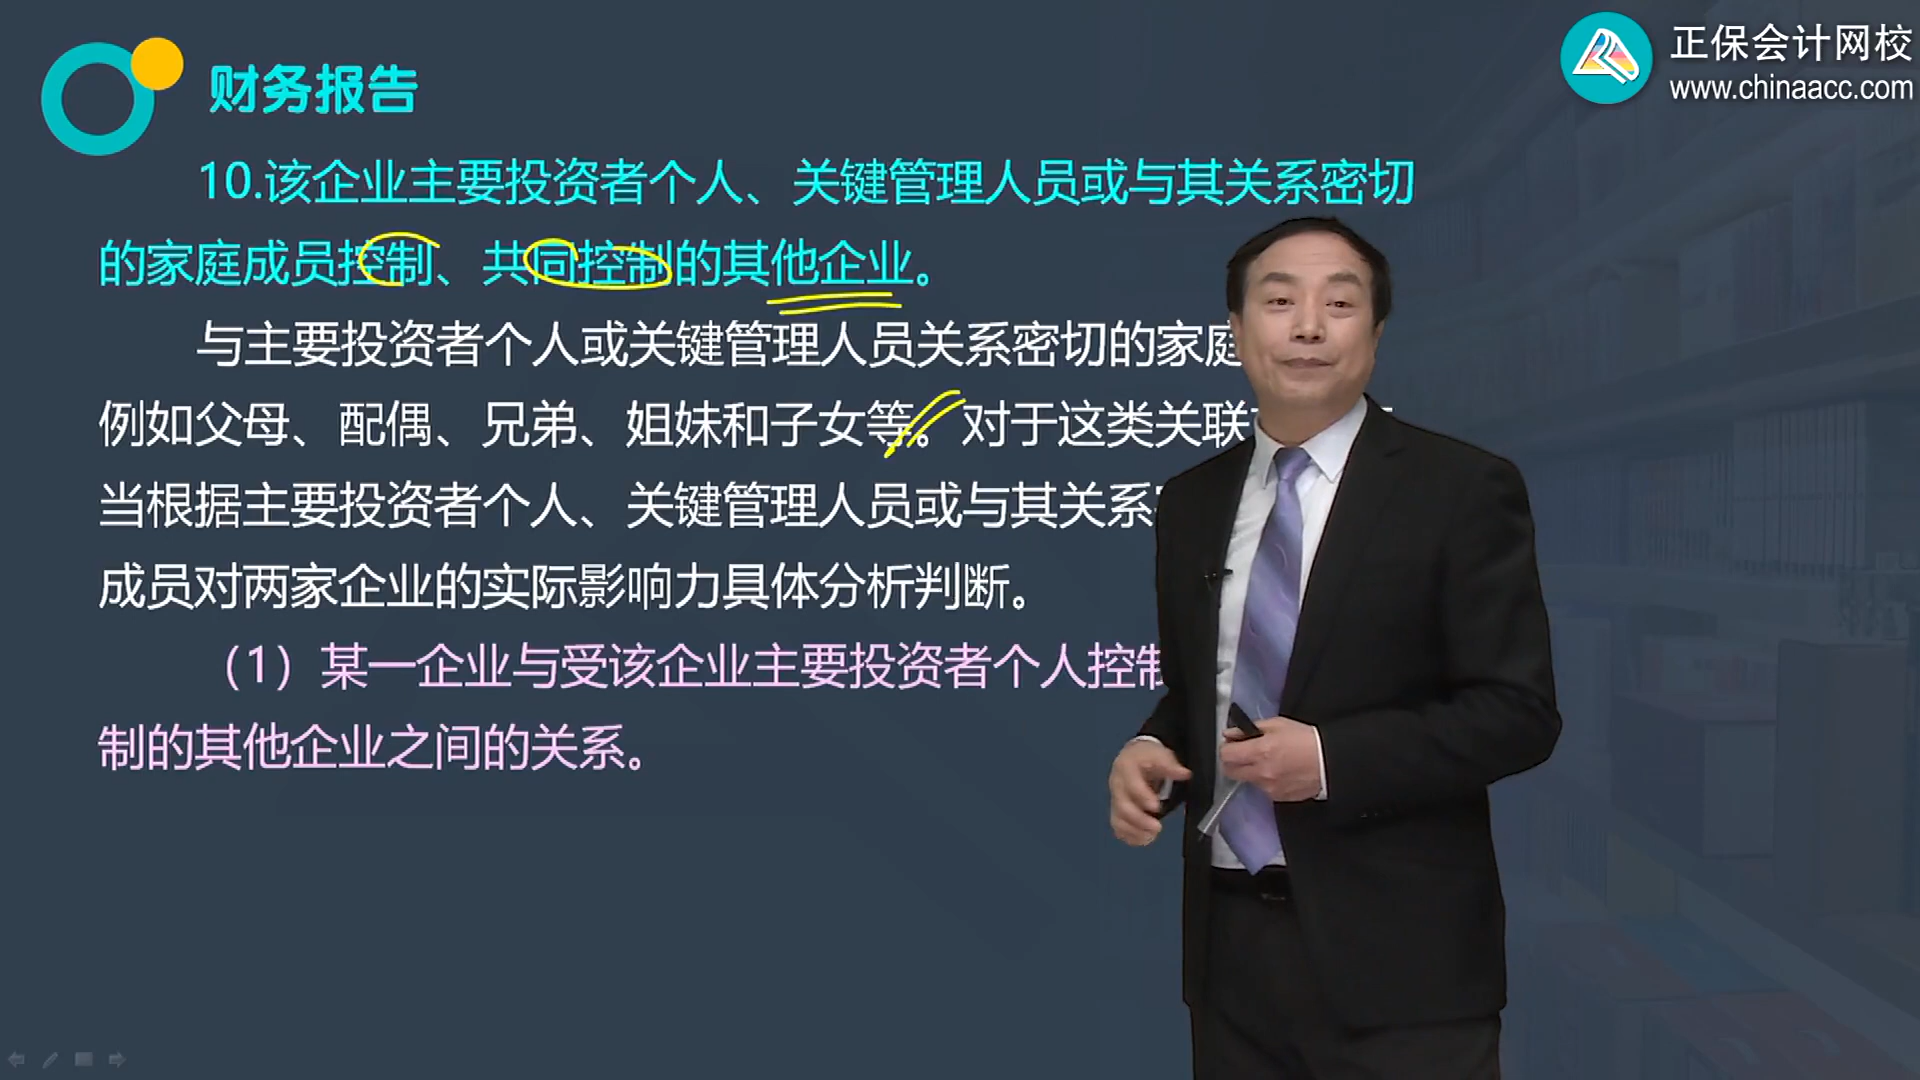 财务报告
正保会计网校
www.chinaacc.com
10.该企业主要投资者个人、关键管理人员或与其关系密切
的家庭成员控制、共同控制的其他企业。
与主要投资者个人或关键管理人员关系密切的家庭
例如父母、配偶、兄弟、姐妹和子女等。对于这类关联
当根据主要投资者个人、关键管理人员或与其关系
成员对两家企业的实际影响力具体分析判断。
（1）某一企业与受该企业主要投资者个人控制
制的其他企业之间的关系。